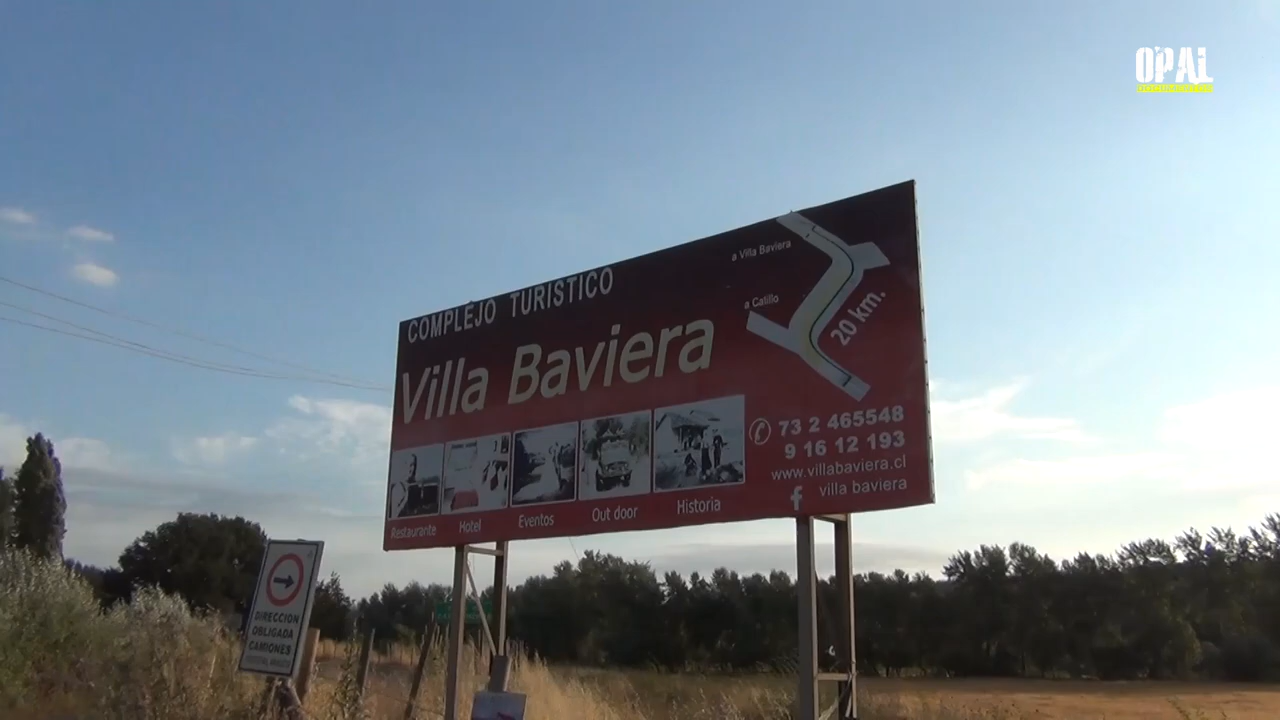 OPAL
COMPLEJO TURISTICO
Villa Baviera
a Villa Baviera
a Catillo
20 km.
73 2 465548
9 16 12 193
www.villabaviera.cl
villa baviera
Restaurante
Hotel
Eventos
Out door
Historia
DIRECCION
OBLIGADA
CAMIONES